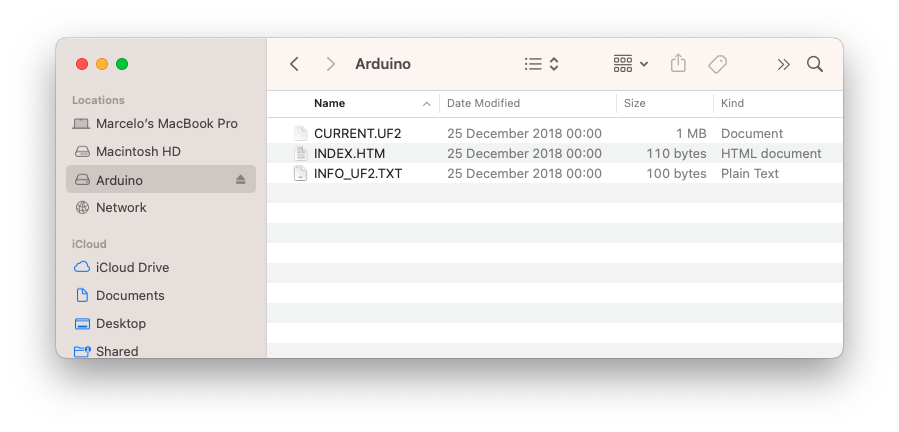 Arduino
Locations
Marcelo’s MacBook Pro
Macintosh HD
Arduino
Network
iCloud
iCloud Drive
Documents
Desktop
Shared
Name Date Modified Size Kind
CURRENT.UF2 25 December 2018 00:00 1 MB Document
INDEX.HTM 25 December 2018 00:00 110 bytes HTML document
INFO_UF2.TXT 25 December 2018 00:00 100 bytes Plain Text